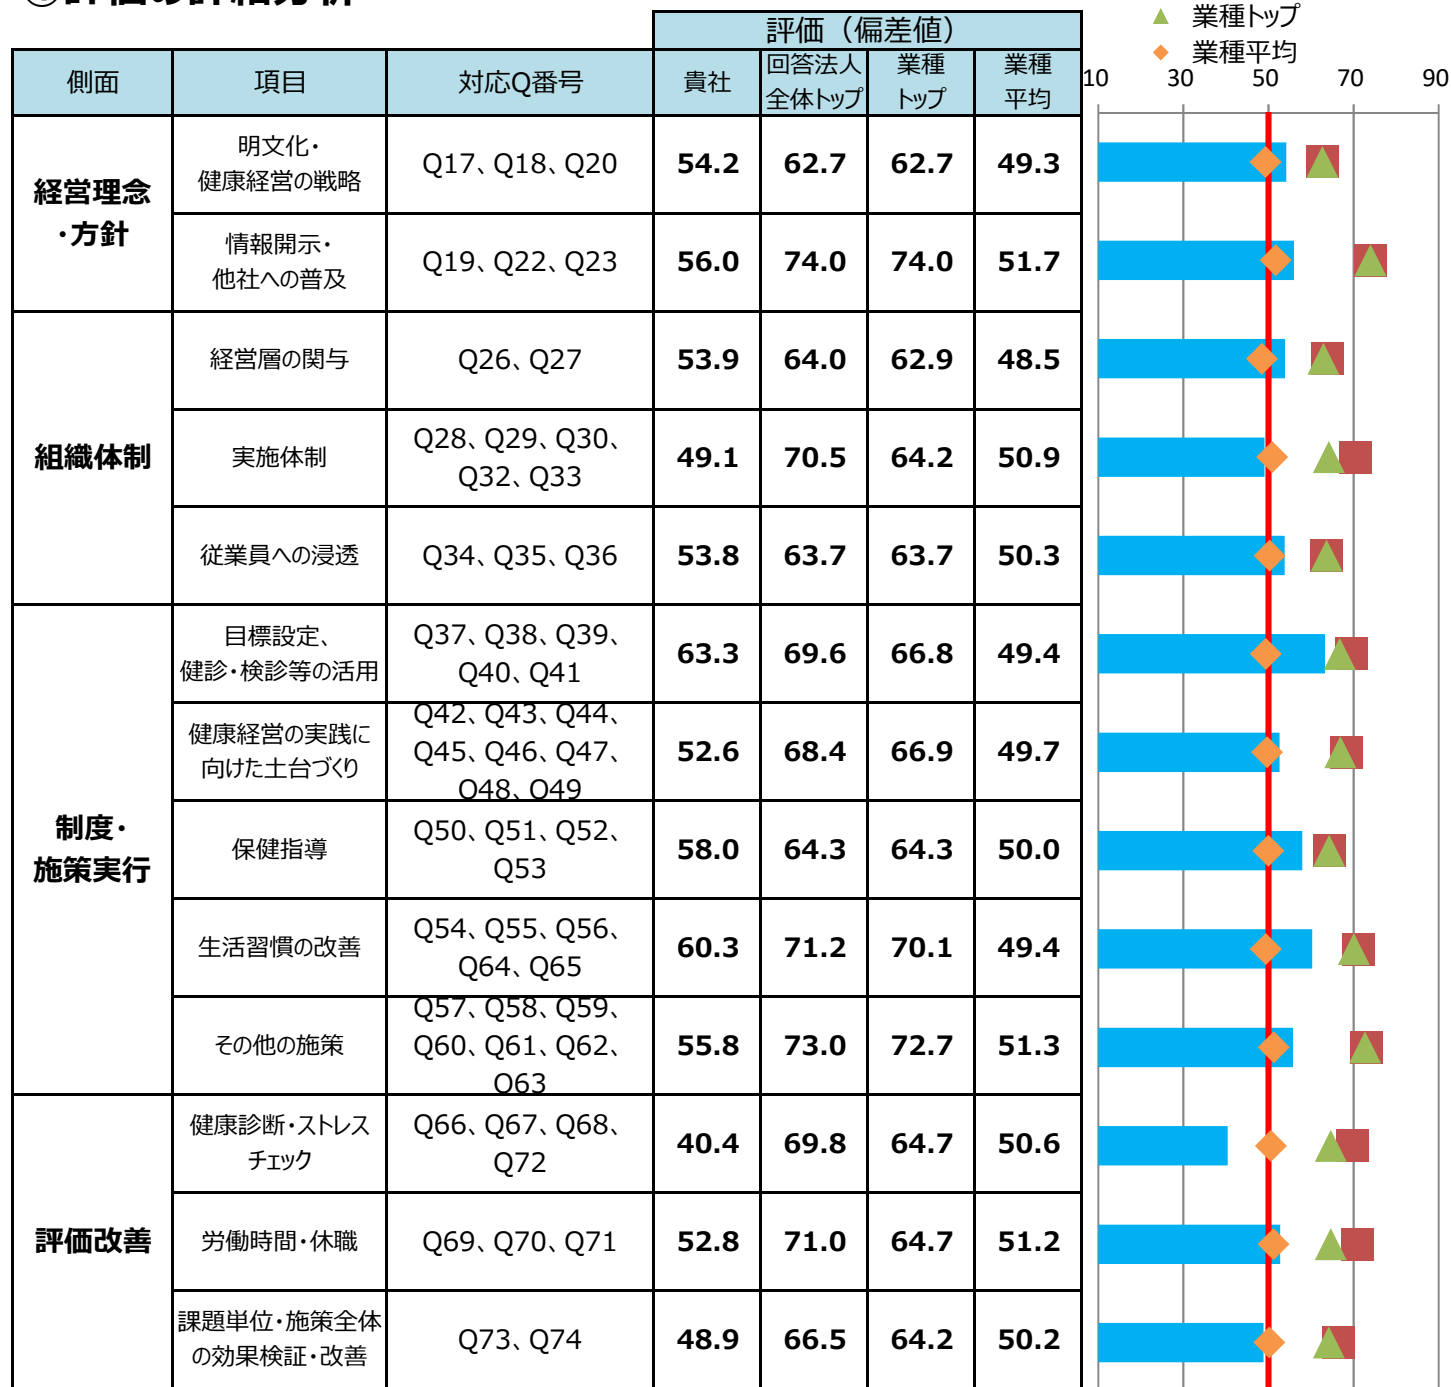 評価（偏差値）
▲ 業種トップ
◆ 業種平均
側面 項目 対応Q番号 貴社 回答法人 業種 業種
全体トップ トップ 平均
10 30 50 70 90
経営理念
・方針
明文化・
健康経営の戦略
Q17、Q18、Q20 54.2 62.7 62.7 49.3
情報開示・
他社への普及
Q19、Q22、Q23 56.0 74.0 74.0 51.7
組織体制
経営層の関与 Q26、Q27 53.9 64.0 62.9 48.5
実施体制
Q28、Q29、Q30、
Q32、Q33
49.1 70.5 64.2 50.9
従業員への浸透 Q34、Q35、Q36 53.8 63.7 63.7 50.3
制度・
施策実行
目標設定、
健診・検診等の活用
Q37、Q38、Q39、
Q40、Q41
63.3 69.6 66.8 49.4
健康経営の実践に
向けた土台づくり
Q42、Q43、Q44、
Q45、Q46、Q47、
Q48、Q49
52.6 68.4 66.9 49.7
保健指導
Q50、Q51、Q52、
Q53
58.0 64.3 64.3 50.0
生活習慣の改善
Q54、Q55、Q56、
Q64、Q65
60.3 71.2 70.1 49.4
その他の施策
Q57、Q58、Q59、
Q60、Q61、Q62、
Q63
55.8 73.0 72.7 51.3
評価改善
健康診断・ストレス
チェック
Q66、Q67、Q68、
Q72
40.4 69.8 64.7 50.6
労働時間・休職 Q69、Q70、Q71 52.8 71.0 64.7 51.2
課題単位・施策全体
の効果検証・改善
Q73、Q74 48.9 66.5 64.2 50.2